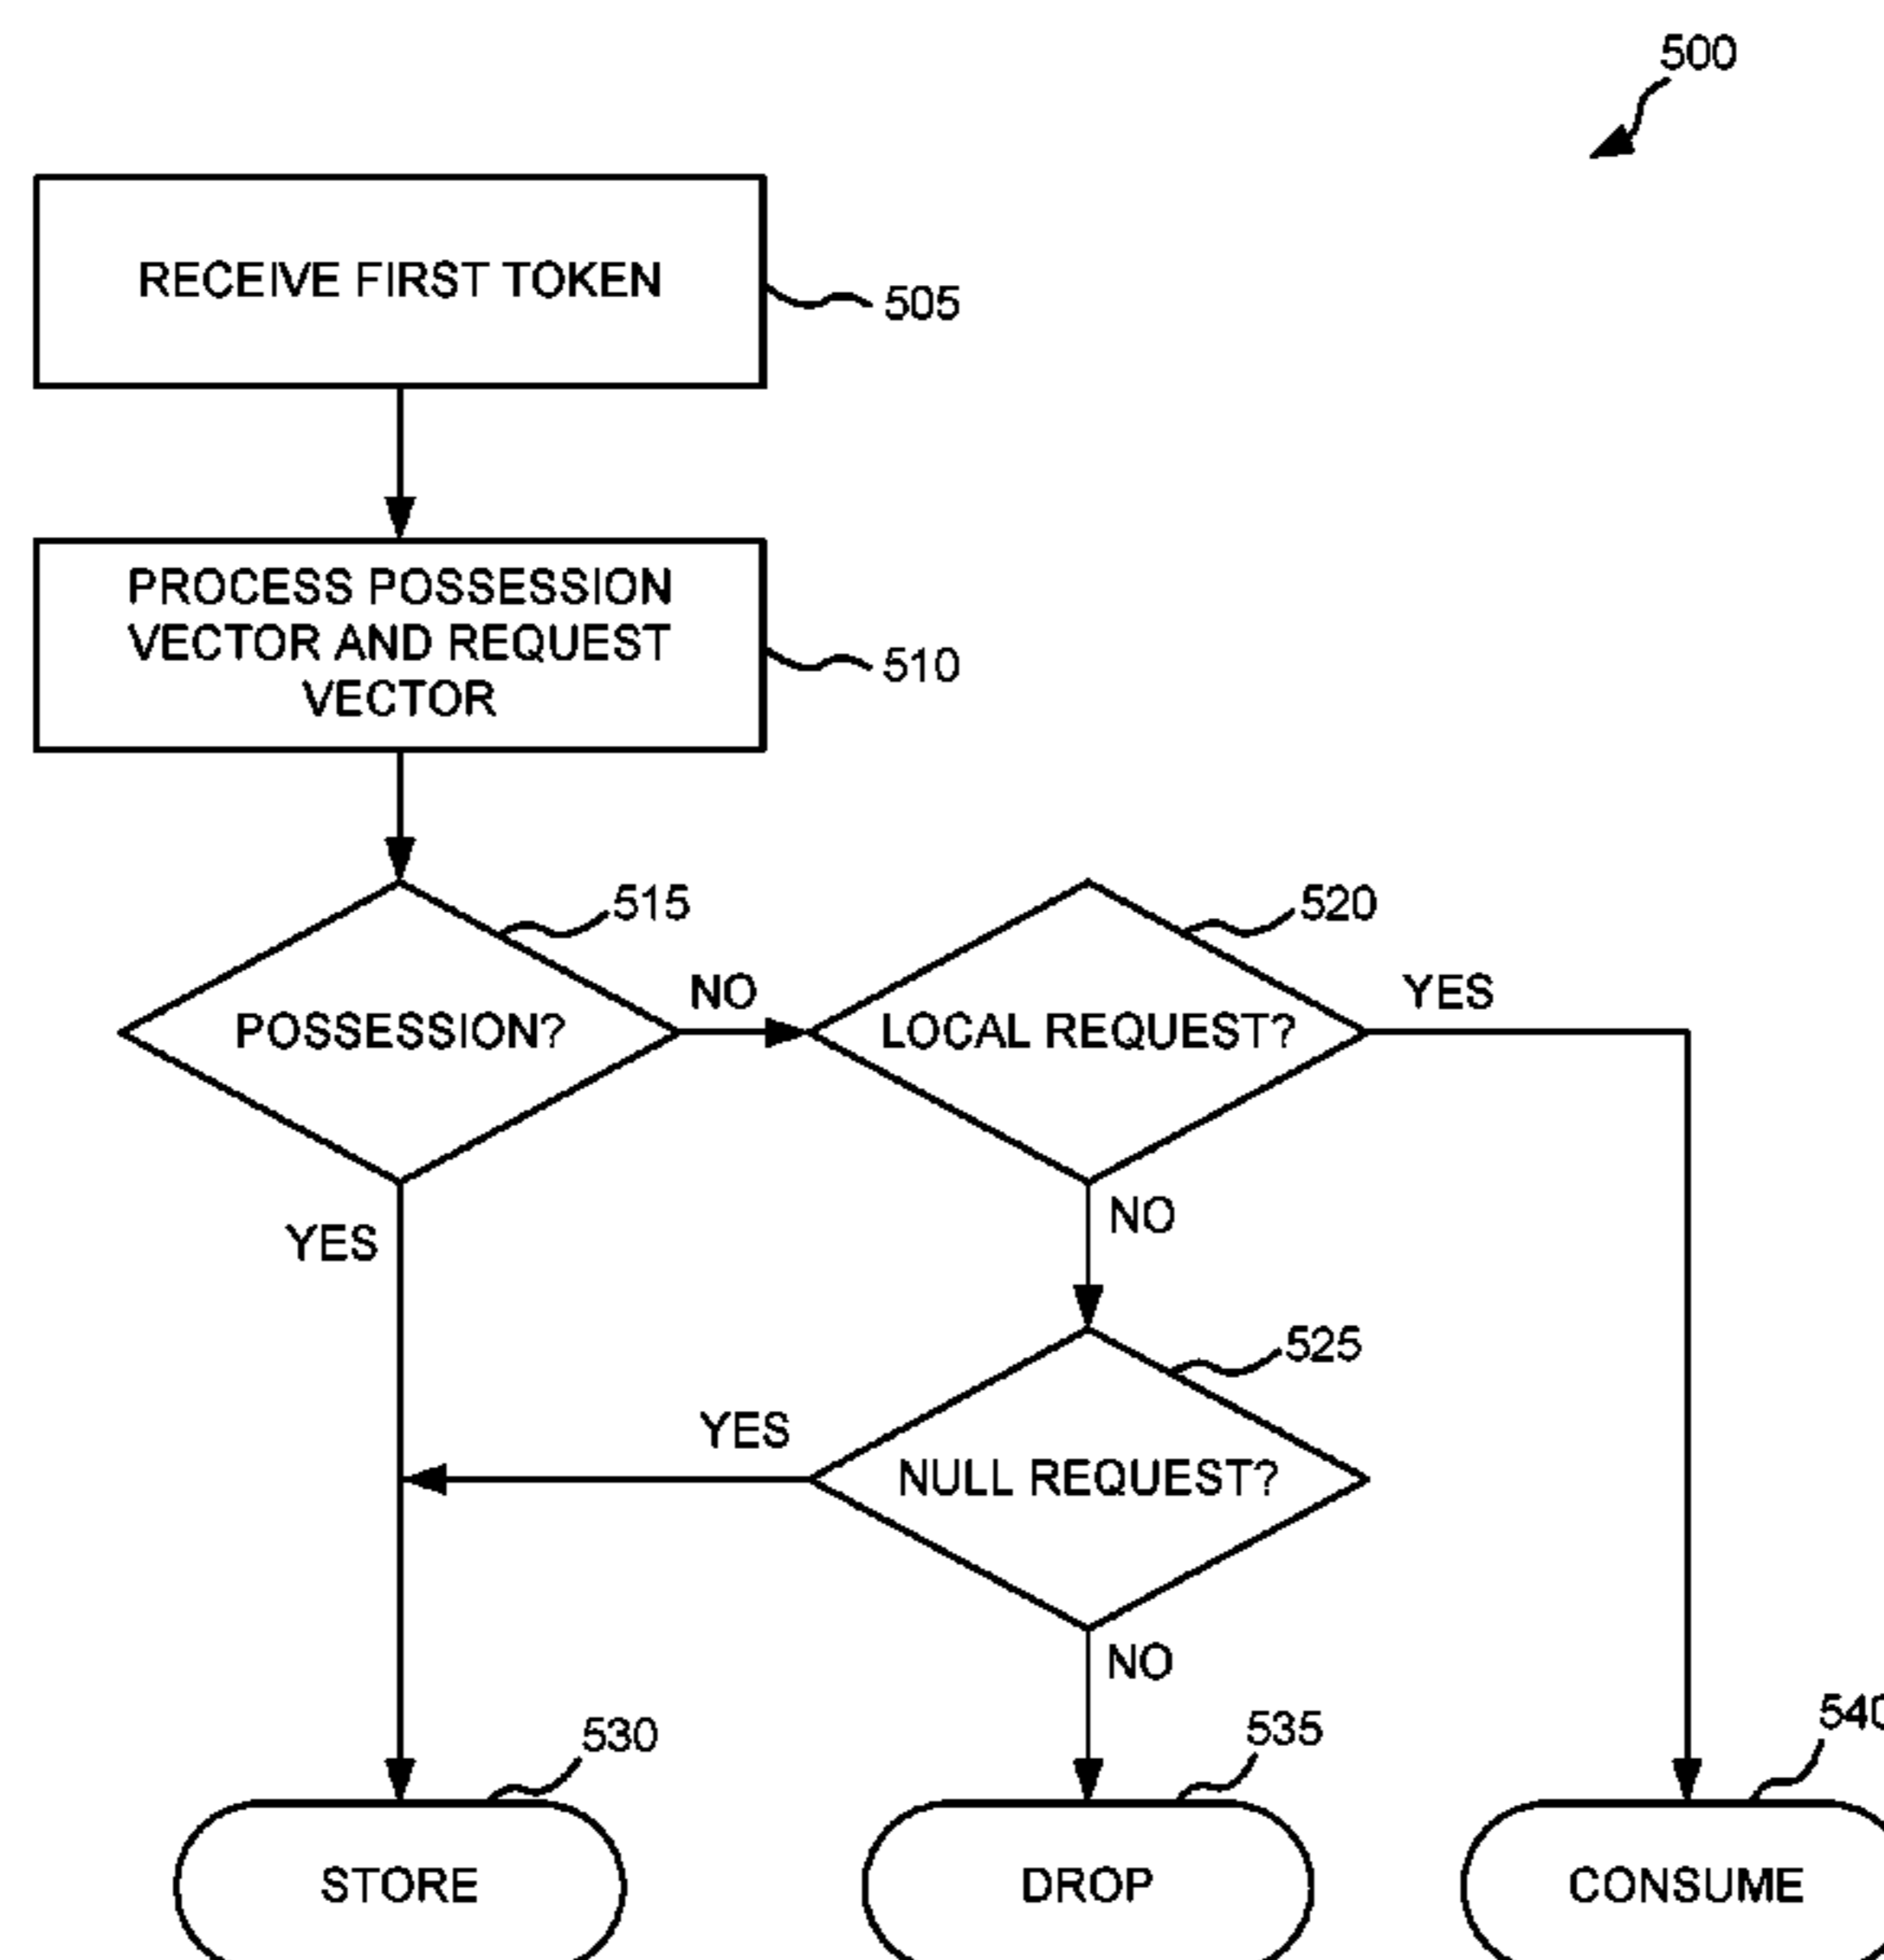 500
RECEIVE FIRST TOKEN
505
PROCESS POSSESSION
VECTOR AND REQUEST
VECTOR
510
515
520
POSSESSION?
NO
LOCAL REQUEST?
YES
YES
NO
525
YES
NULL REQUEST?
NO
530
535
540
STORE
DROP
CONSUME